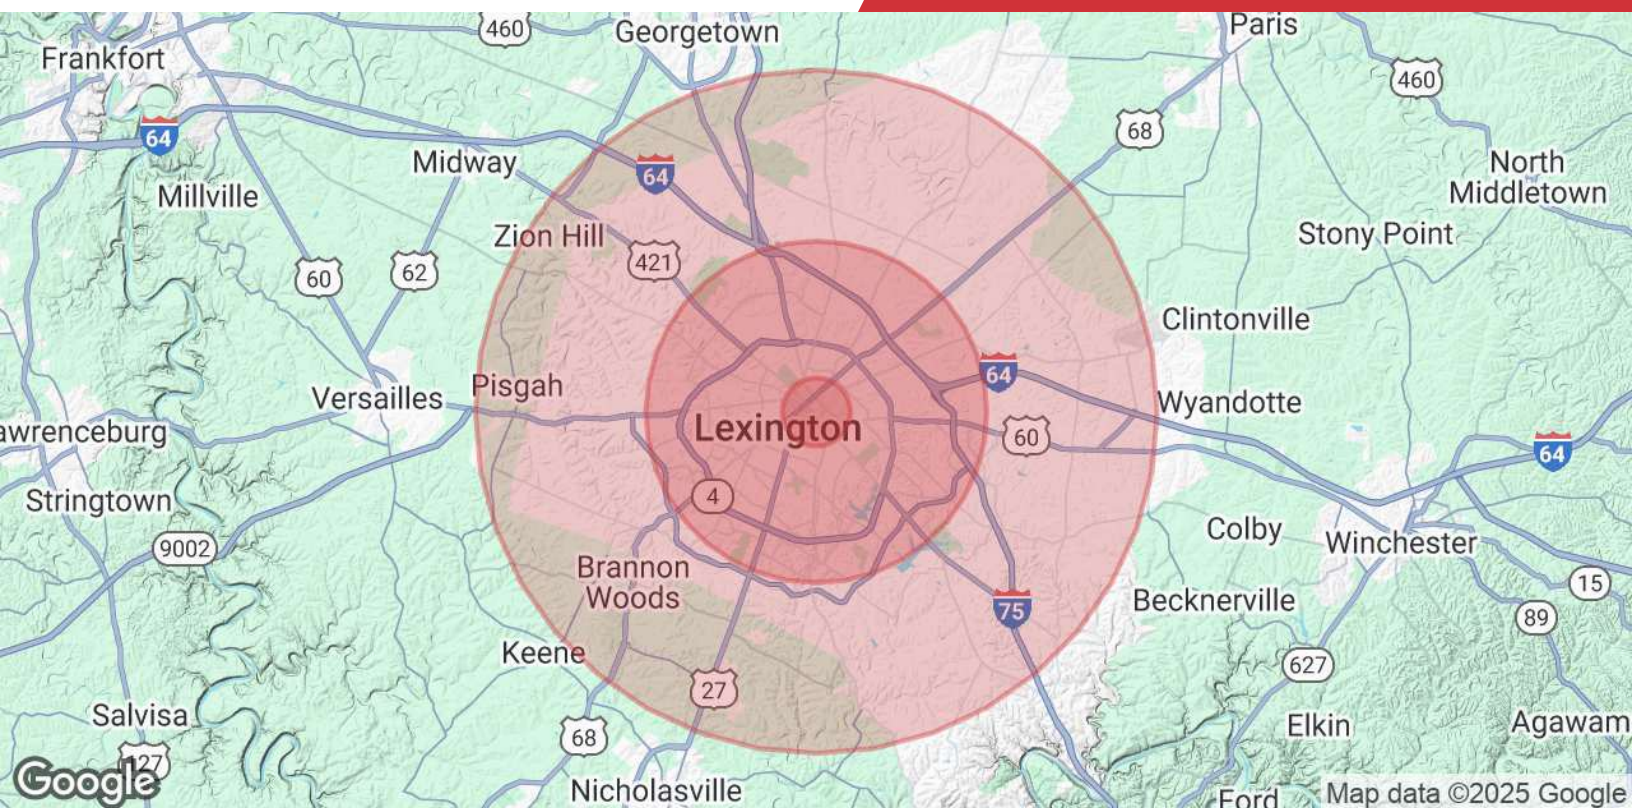 Georgetown
460
Paris
Frankfort
460
64
68
Midway
64
North
Middletown
Millville
Zion Hill
Stony Point
421
60
62
Clintonville
64
Pisgah
Versailles
Wyandotte
Lexington
awrenceburg
60
64
4
Stringtown
9002
Colby
Winchester
Brannon
Woods
15
Becknerville
75
89
Keene
627
27
Salvisa
Elkin
Agawam
68
127
Google
Nicholasville
Ford
Map data ©2025 Google